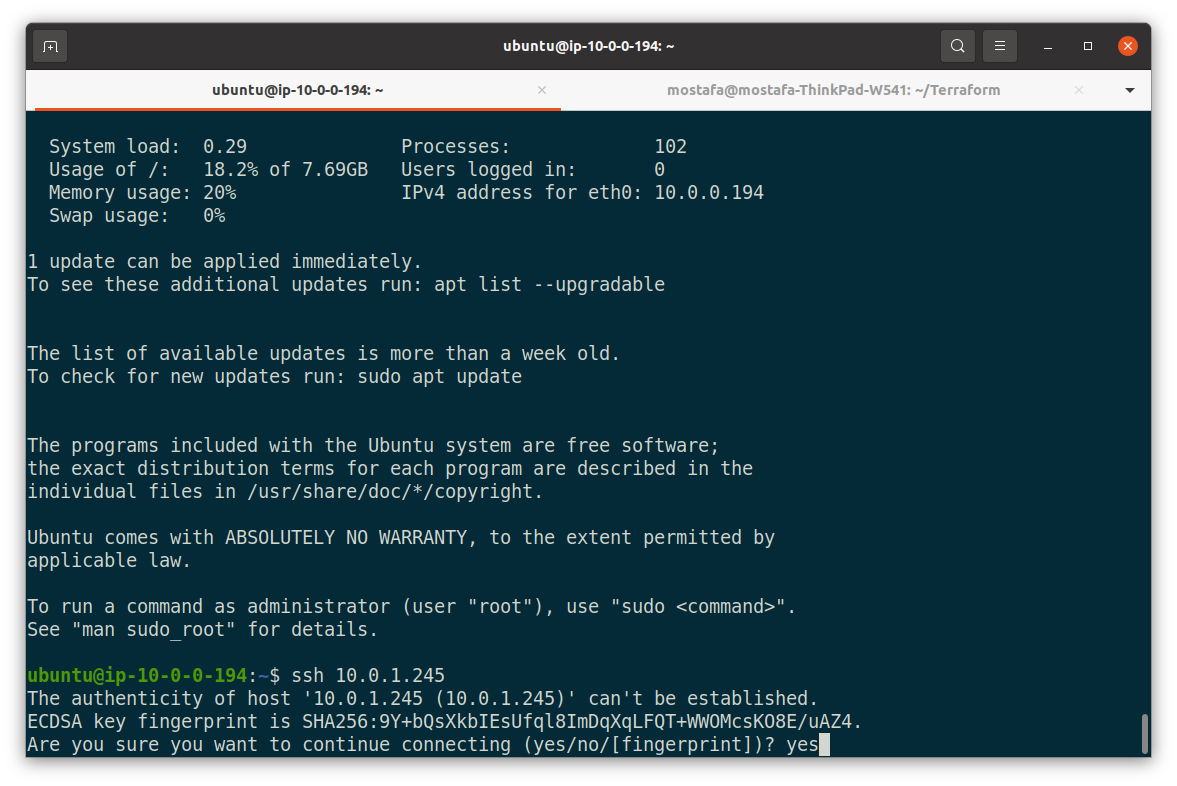 ubuntu@ip-10-0-0-194: ~
ubuntu@ip-10-0-0-194: ~
mostafa@mostafa-ThinkPad-W541: ~/Terraform
System load:  0.29              Processes:             102
Usage of /:   18.2% of 7.69GB   Users logged in:       0
Memory usage: 20%               IPv4 address for eth0: 10.0.0.194
Swap usage:   0%
1 update can be applied immediately.
To see these additional updates run: apt list --upgradable
The list of available updates is more than a week old.
To check for new updates run: sudo apt update
The programs included with the Ubuntu system are free software;
the exact distribution terms for each program are described in the
individual files in /usr/share/doc/*/copyright.
Ubuntu comes with ABSOLUTELY NO WARRANTY, to the extent permitted by
applicable law.
To run a command as administrator (user "root"), use "sudo <command>".
See "man sudo_root" for details.
ubuntu@ip-10-0-0-194:~$ ssh 10.0.1.245
The authenticity of host '10.0.1.245 (10.0.1.245)' can't be established.
ECDSA key fingerprint is SHA256:9Y+bQsXkbIEsUfql8ImDqXqLFQT+WWOMcsKO8E/uAZ4.
Are you sure you want to continue connecting (yes/no/[fingerprint])? yes